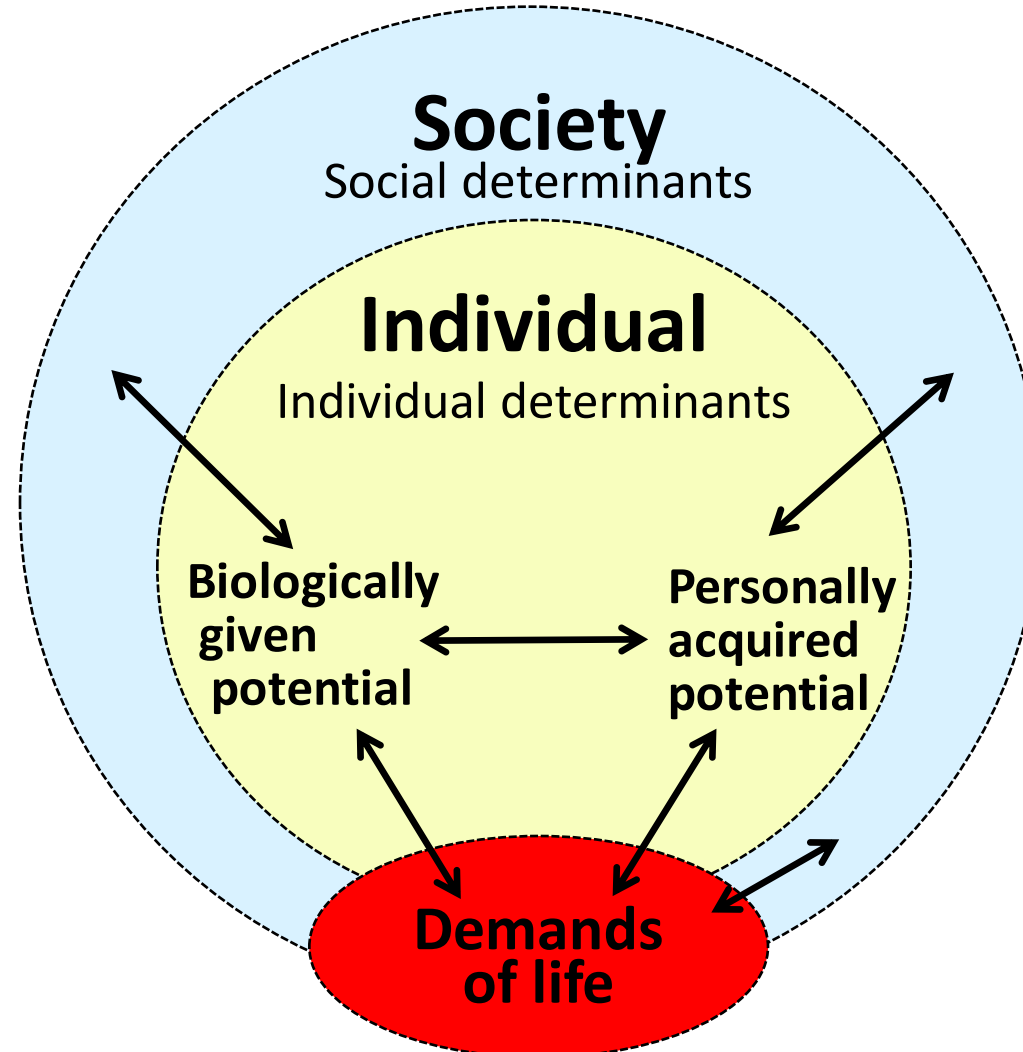 Society
Social determinants
Individual
Individual determinants
Biologically
given
potential
Personally
acquired
potential
Demands
of life